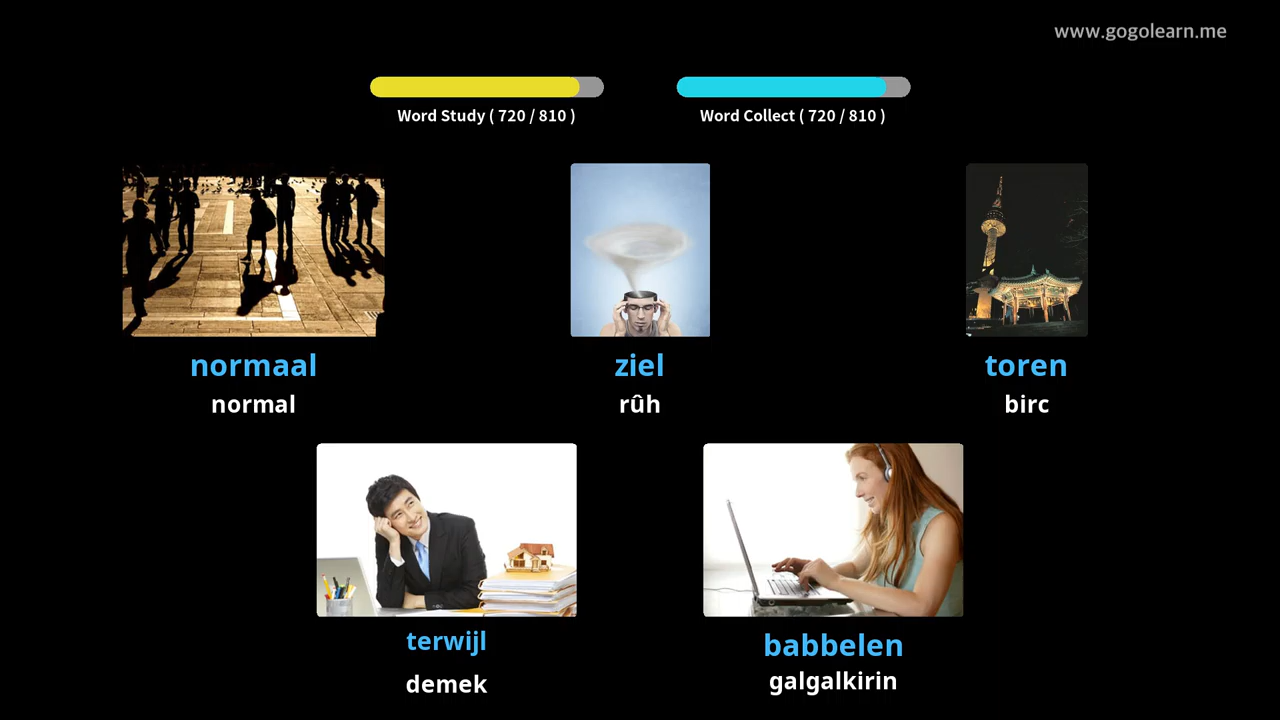 www.gogolearn.me
Word Study ( 720 / 810 )
Word Collect ( 720 / 810 )
normaal
ziel
toren
normal
rûh
birc
terwijl
babbelen
demek
galgalkirin